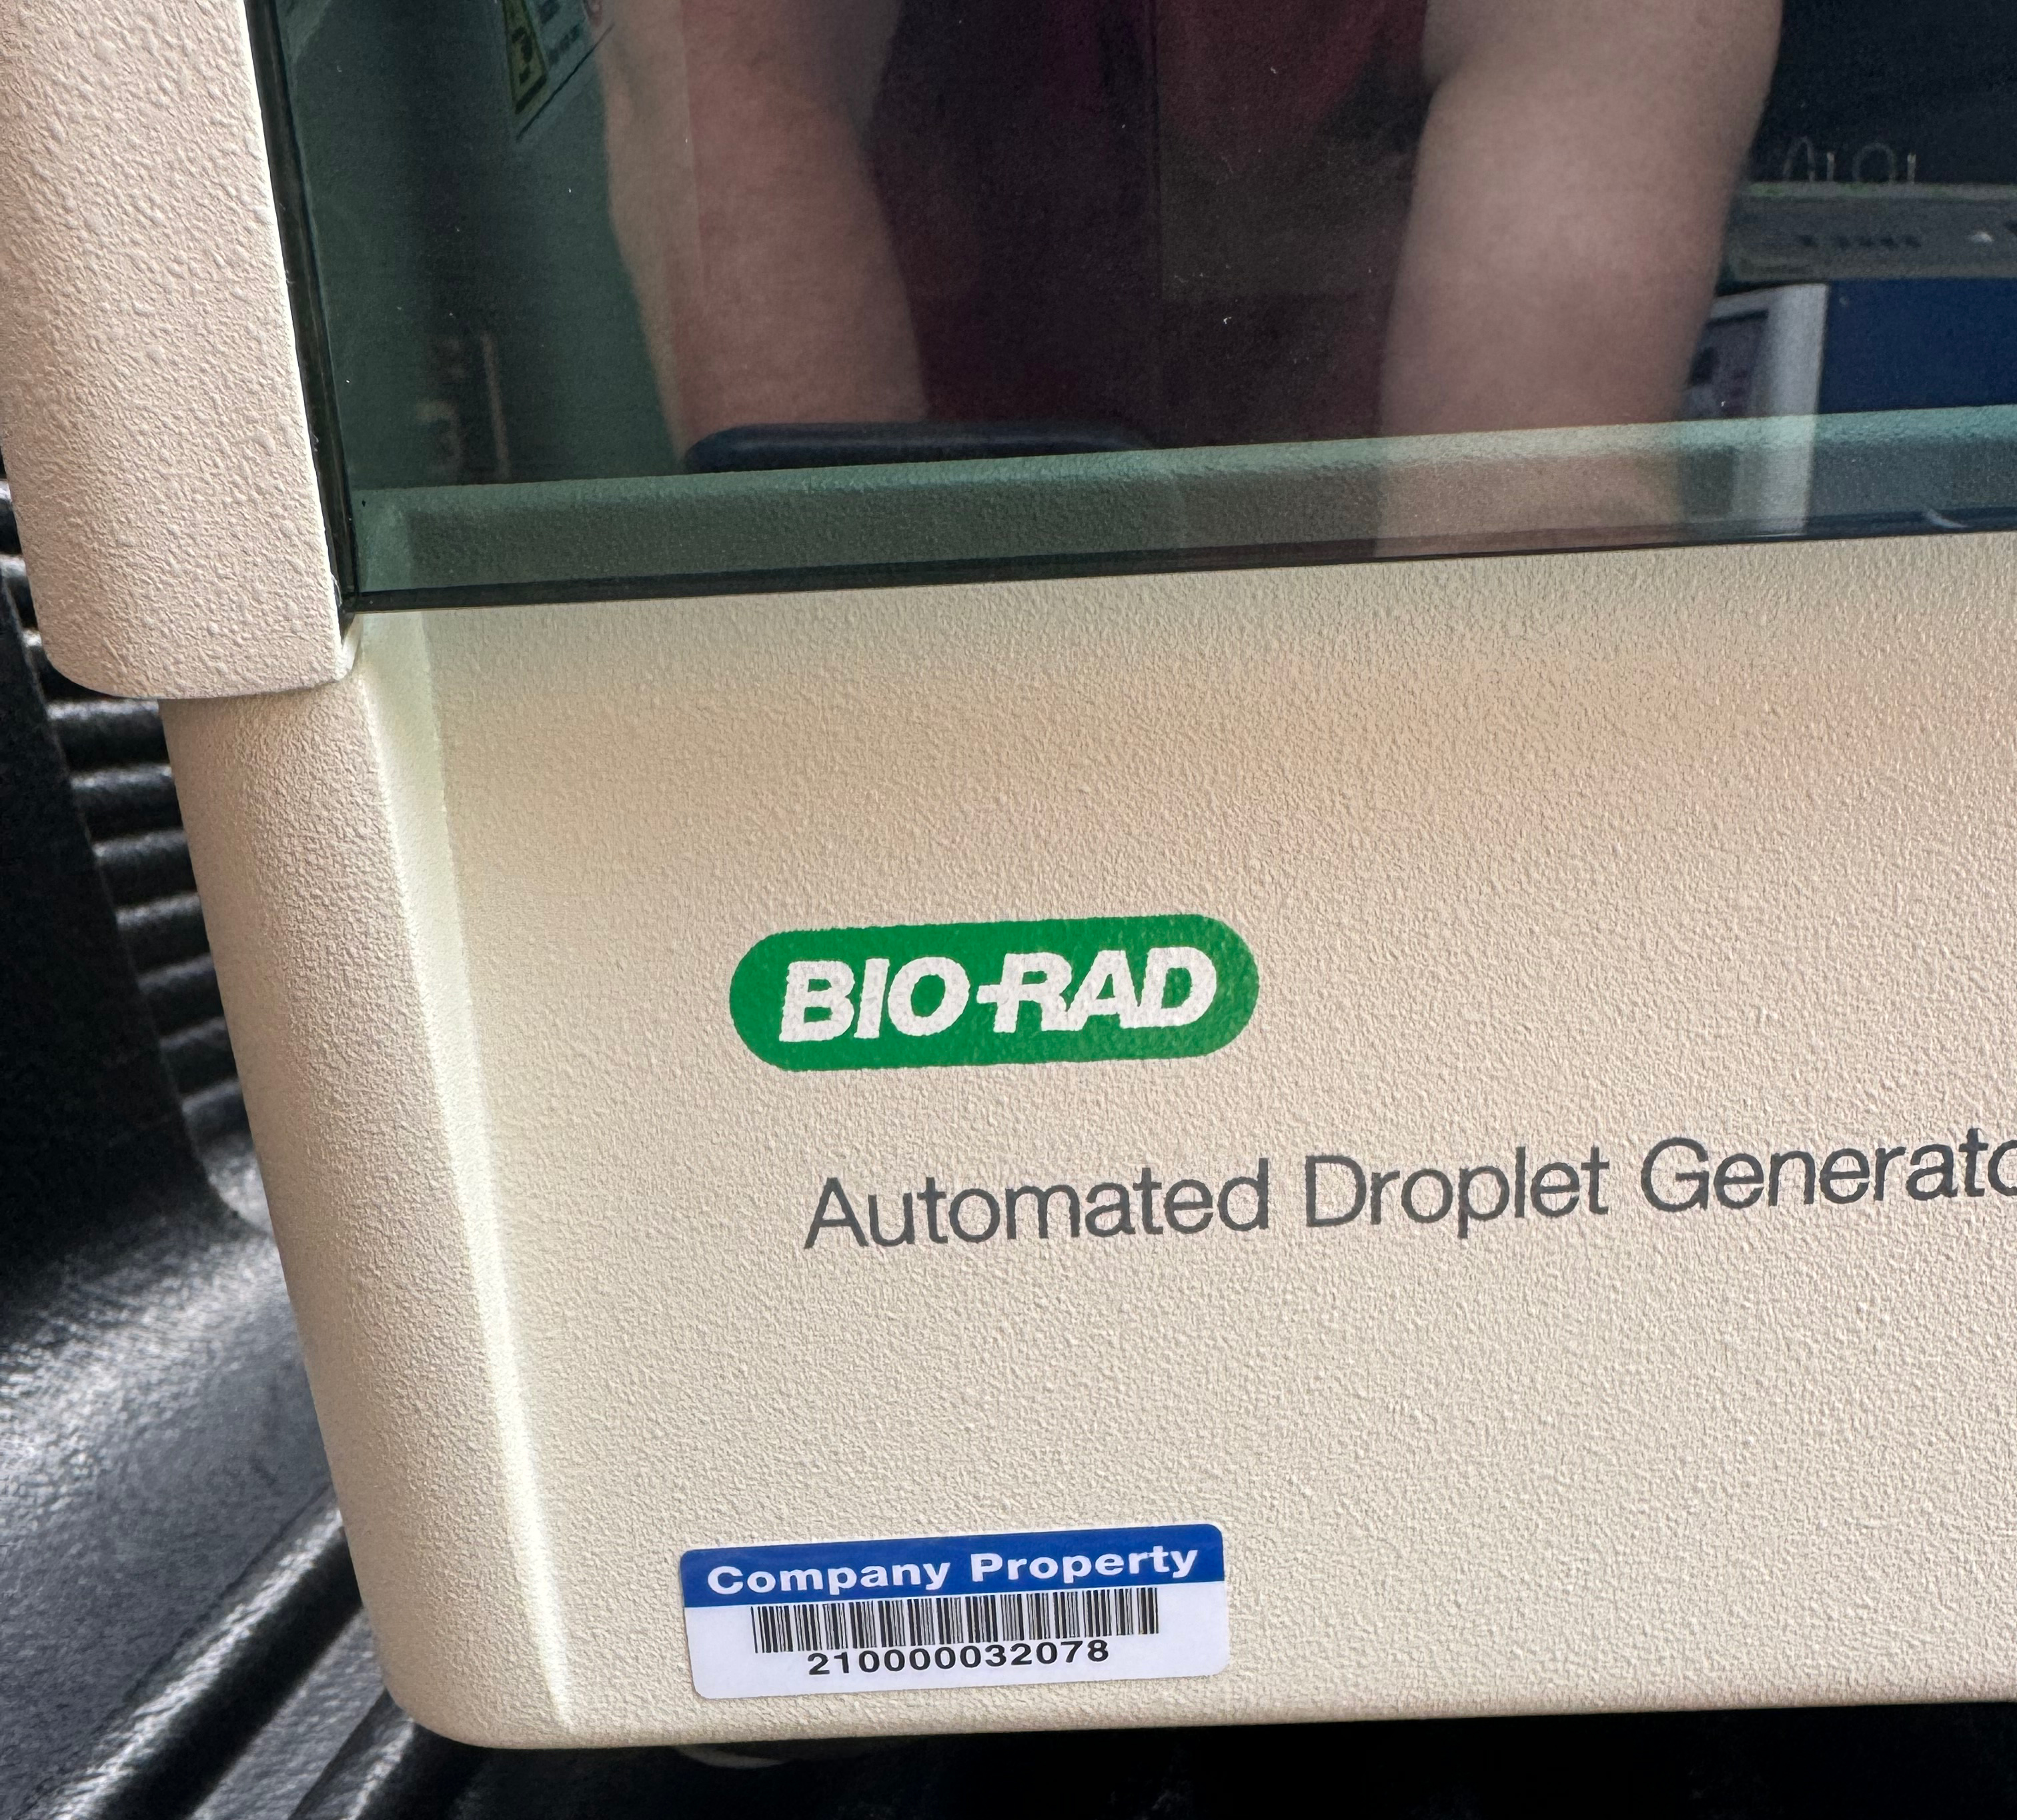 BIO-RAD
Automated Droplet Generato
Company Property
210000032078